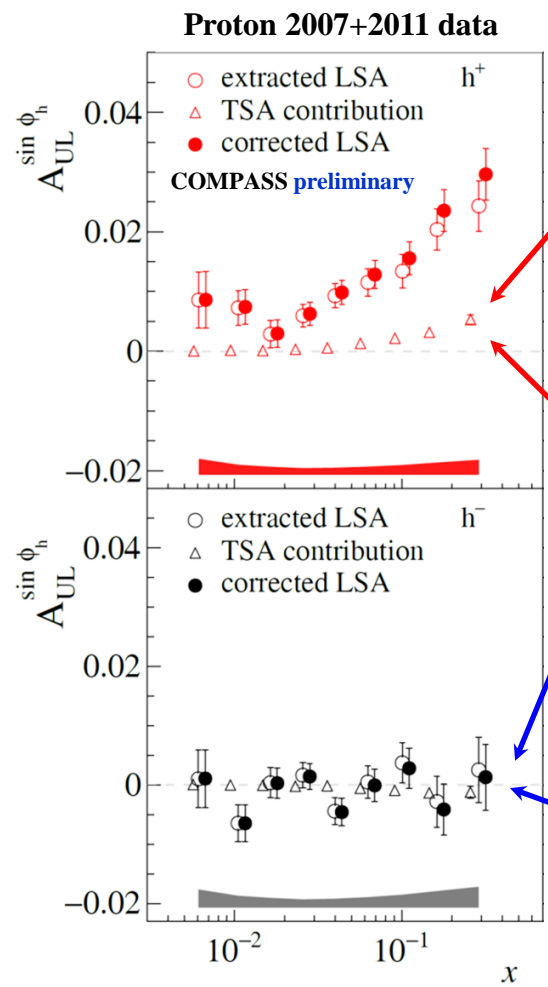 Proton 2007+2011 data
extracted LSA h⁺
TSA contribution
corrected LSA
COMPASS preliminary
A_UL^{sin ϕ_h}
0.04
0.02
0
−0.02
extracted LSA h⁻
TSA contribution
corrected LSA
A_UL^{sin ϕ_h}
0.04
0.02
0
−0.02
10⁻² 10⁻¹
x